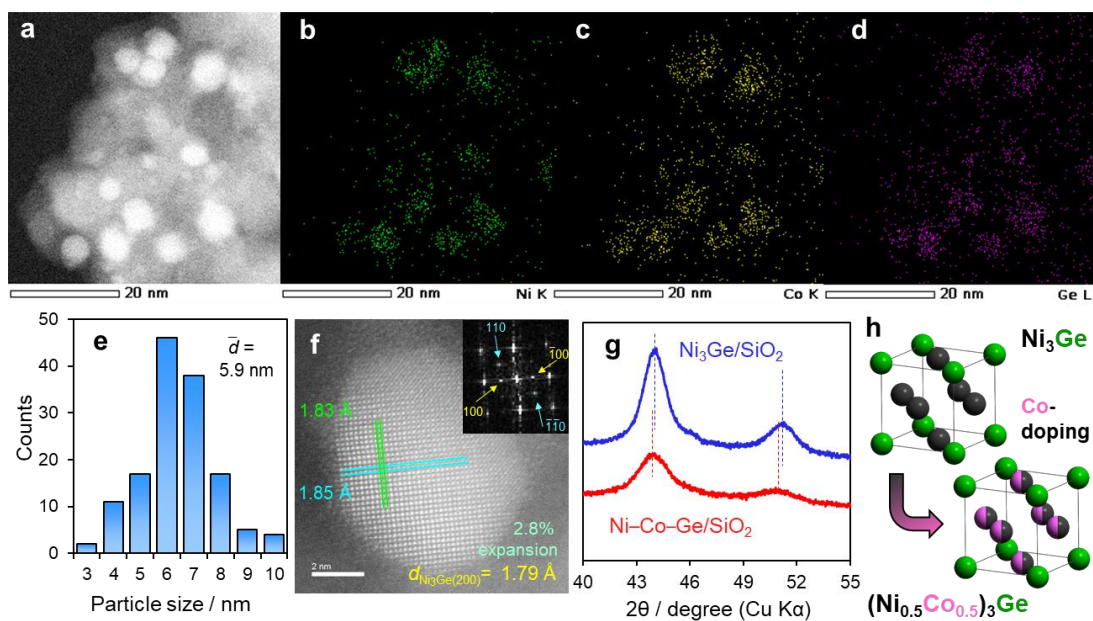 a
20 nm
b
20 nm
Ni K
c
20 nm
Co K
d
20 nm
Ge L
e
d̅ =
5.9 nm
50
40
30
20
10
0
Counts
3 4 5 6 7 8 9 10
Particle size / nm
f
110
1̅00
100
1̅1̅0
1.83 Å
1.85 Å
2.8%
expansion
2 nm
dNi3Ge(200)= 1.79 Å
g
Ni3Ge/SiO2
Ni–Co–Ge/SiO2
40 43 46 49 52 55
2θ / degree (Cu Kα)
h
Ni3Ge
Co-
doping
(Ni0.5Co0.5)3Ge